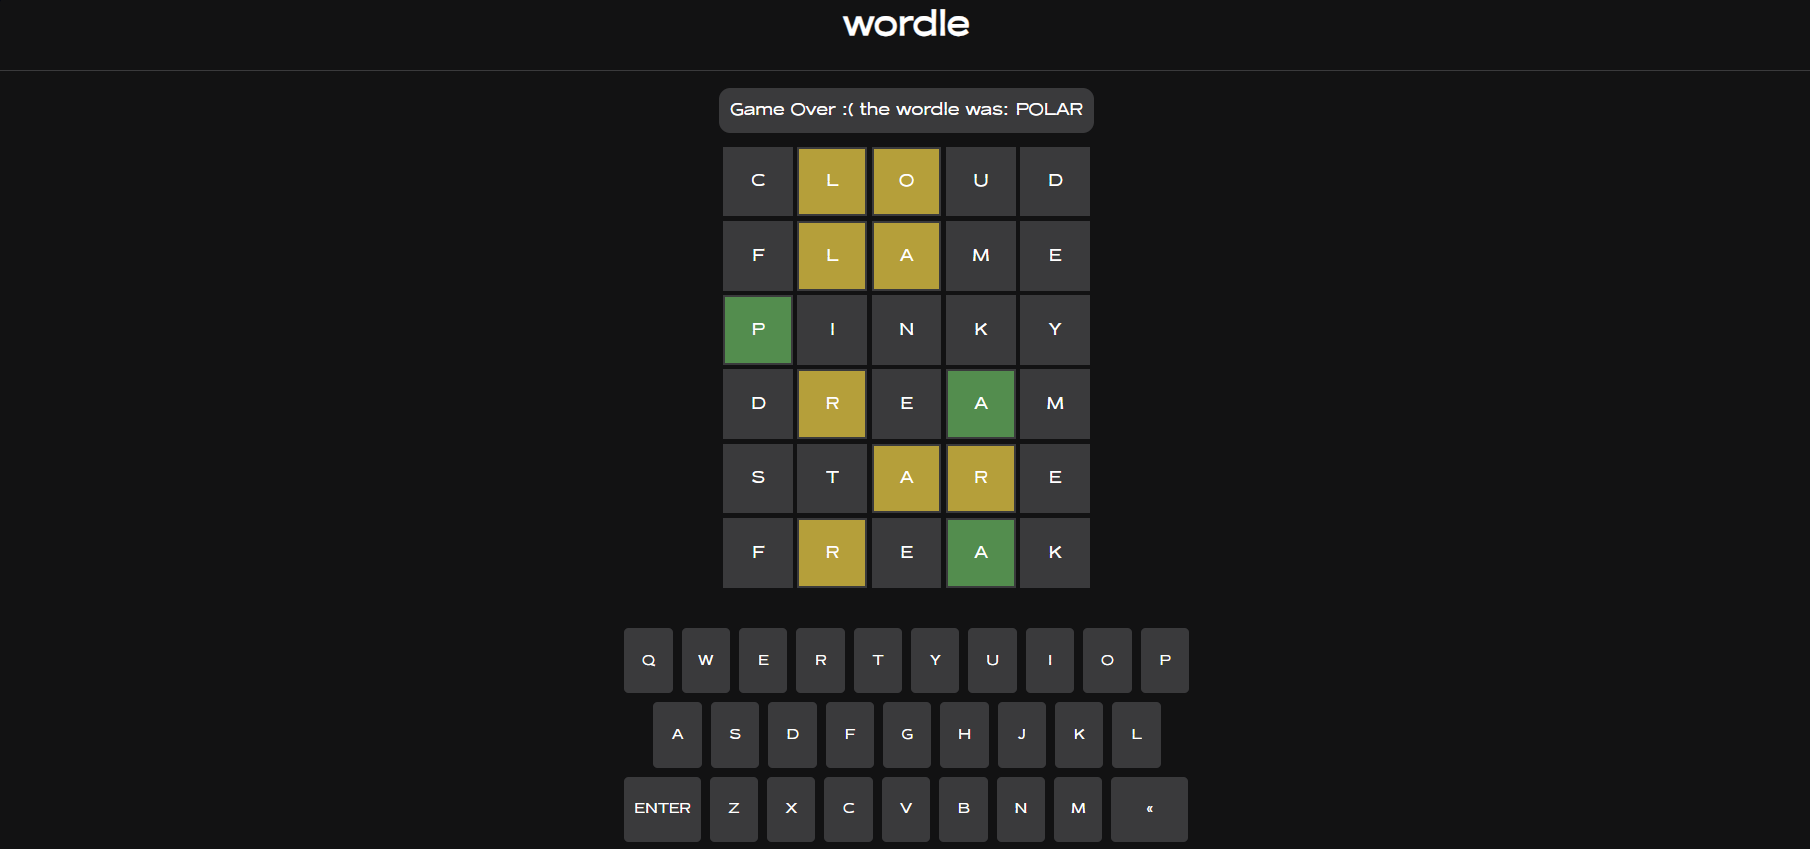 wordle
Game Over :( the wordle was: POLAR
C L O U D
F L A M E
P I N K Y
D R E A M
S T A R E
F R E A K
Q W E R T Y U I O P
A S D F G H J K L
ENTER Z X C V B N M «